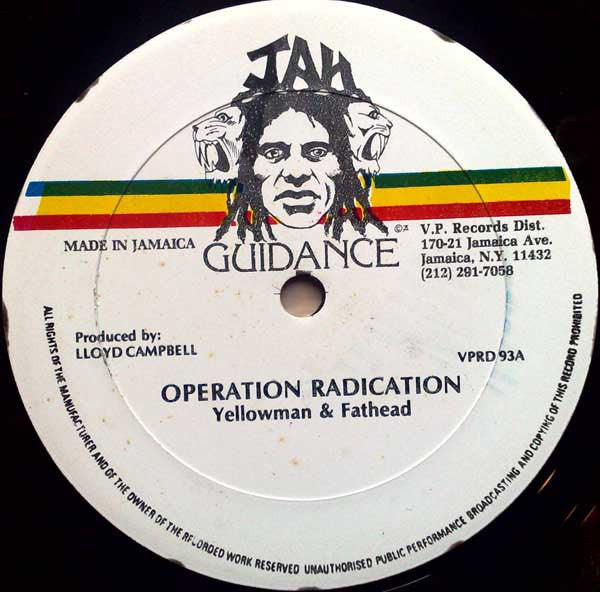 JAH
GUIDANCE
MADE IN JAMAICA
V.P. Records Dist.
170-21 Jamaica Ave.
Jamaica, N.Y. 11432
(212) 291-7058
Produced by:
LLOYD CAMPBELL
VPRD 93A
OPERATION RADICATION
Yellowman & Fathead
ALL RIGHTS OF THE MANUFACTURER AND OF THE OWNER OF THE RECORDED WORK RESERVED UNAUTHORISED PUBLIC PERFORMANCE BROADCASTING AND COPYING OF THIS RECORD PROHIBITED